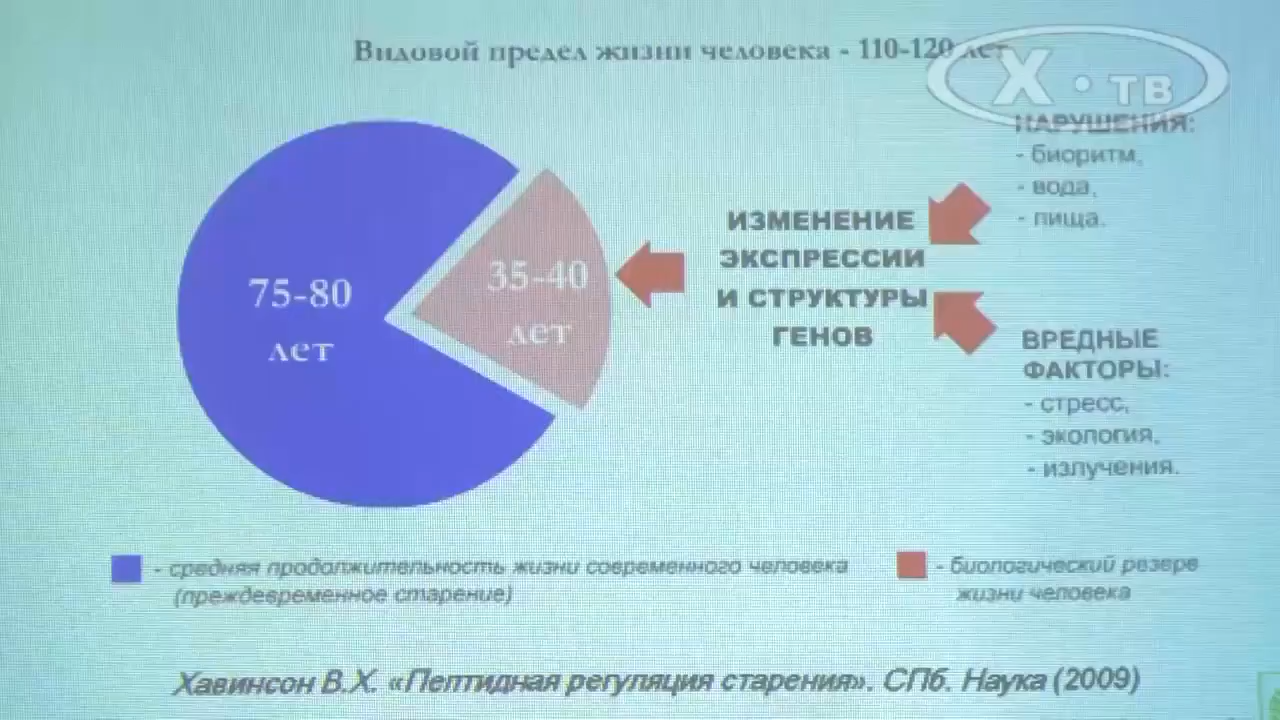 Видовой предел жизни человека - 110-120 лет
Х·ТВ
НАРУШЕНИЯ:
- биоритм,
- вода,
- пища.
ИЗМЕНЕНИЕ
ЭКСПРЕССИИ
И СТРУКТУРЫ
ГЕНОВ
75-80
лет
35-40
лет
ВРЕДНЫЕ
ФАКТОРЫ:
- стресс,
- экология,
- излучения.
- средняя продолжительность жизни современного человека
(преждевременное старение)
- биологический резерв
жизни человека
Хавинсон В.Х. «Пептидная регуляция старения». СПб. Наука (2009)